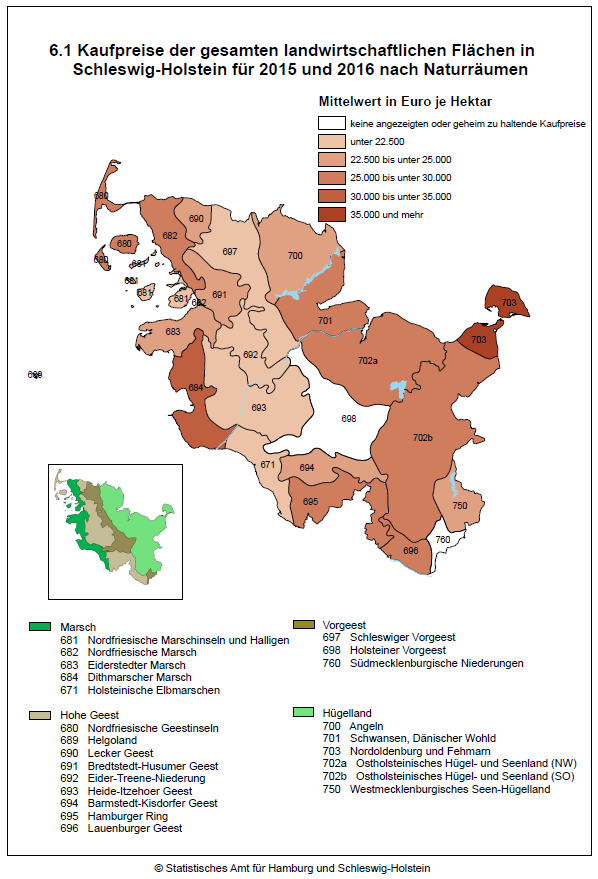 6.1 Kaufpreise der gesamten landwirtschaftlichen Flächen in
Schleswig-Holstein für 2015 und 2016 nach Naturräumen
Mittelwert in Euro je Hektar
keine angezeigten oder geheim zu haltende Kaufpreise
unter 22.500
22.500 bis unter 25.000
25.000 bis unter 30.000
30.000 bis unter 35.000
35.000 und mehr
680
690
682
680
697
700
680
681
681
681
681
682
691
703
701
683
703
692
702a
689
684
693
698
702b
671
694
695
750
760
696
Marsch
681 Nordfriesische Marschinseln und Halligen
682 Nordfriesische Marsch
683 Eiderstedter Marsch
684 Dithmarscher Marsch
671 Holsteinische Elbmarschen
Vorgeest
697 Schleswiger Vorgeest
698 Holsteiner Vorgeest
760 Südmecklenburgische Niederungen
Hohe Geest
680 Nordfriesische Geestinseln
689 Helgoland
690 Lecker Geest
691 Bredtstedt-Husumer Geest
692 Eider-Treene-Niederung
693 Heide-Itzehoer Geest
694 Barmstedt-Kisdorfer Geest
695 Hamburger Ring
696 Lauenburger Geest
Hügelland
700 Angeln
701 Schwansen, Dänischer Wohld
703 Nordoldenburg und Fehmarn
702a Ostholsteinisches Hügel- und Seenland (NW)
702b Ostholsteinisches Hügel- und Seenland (SO)
750 Westmecklenburgisches Seen-Hügelland
© Statistisches Amt für Hamburg und Schleswig-Holstein